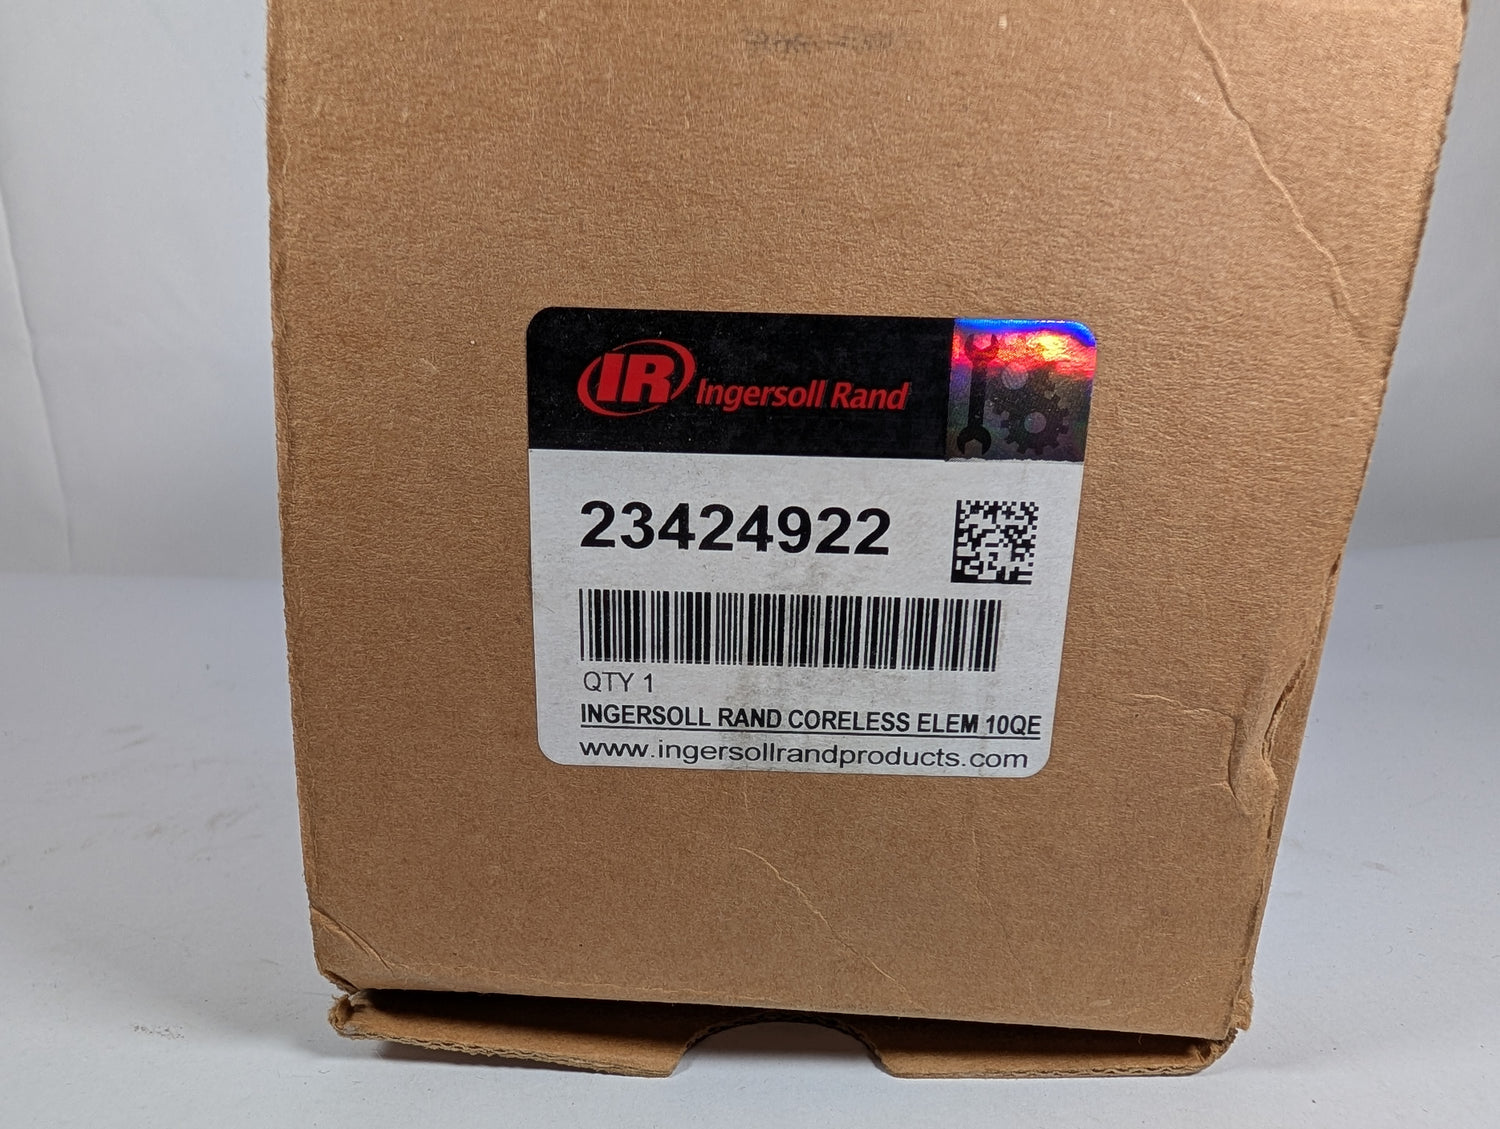 IR Ingersoll Rand
23424922
QTY 1
INGERSOLL RAND CORELESS ELEM 10QE
www.ingersollrandproducts.com